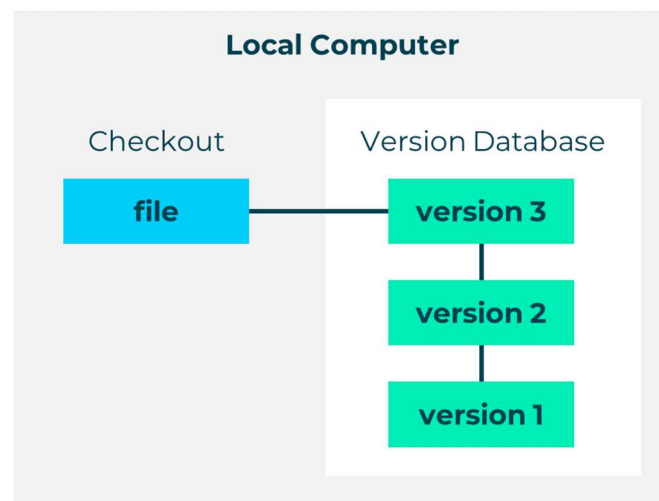 Local Computer
Checkout
Version Database
file
version 3
version 2
version 1